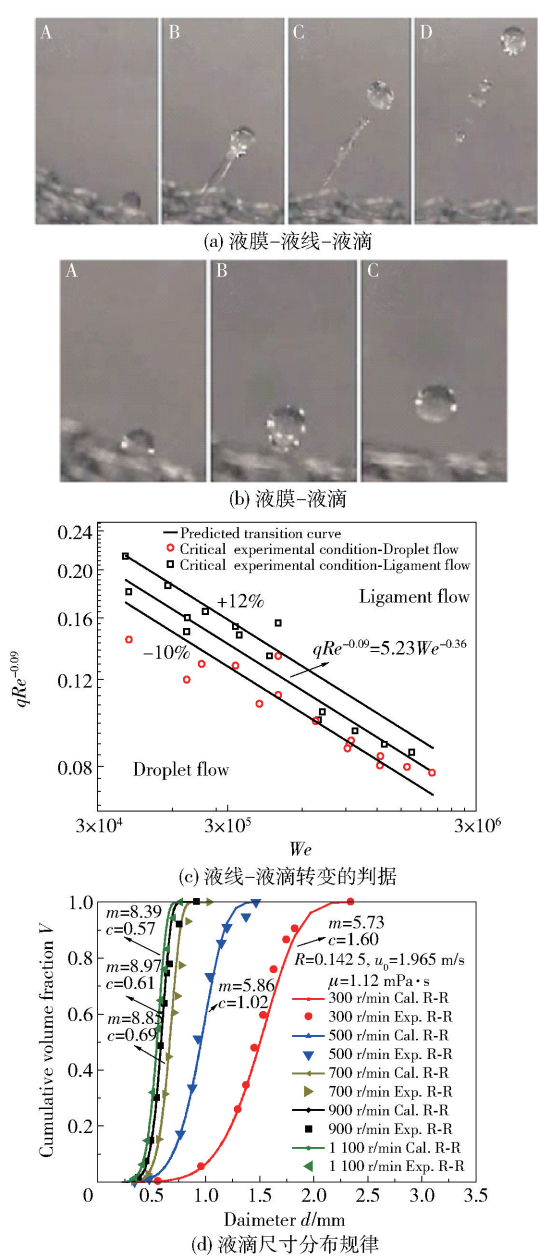 A
B
C
D
(a) 液膜-液线-液滴
A
B
C
(b) 液膜-液滴
0.24
0.20
0.16
0.12
0.08
qRe^-0.09
Predicted transition curve
Critical experimental condition-Droplet flow
Critical experimental condition-Ligament flow
Ligament flow
+12%
-10%
qRe^-0.09=5.23We^-0.36
Droplet flow
3×10^4
3×10^5
3×10^6
We
(c) 液线-液滴转变的判据
1.0
0.8
0.6
0.4
0.2
0
Cumulative volume fraction V
m=8.39
c=0.57
m=8.97
c=0.61
m=8.85
c=0.69
m=5.86
c=1.02
m=5.73
c=1.60
R=0.142 5, u₀=1.965 m/s
μ=1.12 mPa·s
300 r/min Cal. R-R
300 r/min Exp. R-R
500 r/min Cal. R-R
500 r/min Exp. R-R
700 r/min Cal. R-R
700 r/min Exp. R-R
900 r/min Cal. R-R
900 r/min Exp. R-R
1 100 r/min Cal. R-R
1 100 r/min Exp. R-R
0.5
1.0
1.5
2.0
2.5
3.0
3.5
Daimeter d/mm
(d) 液滴尺寸分布规律